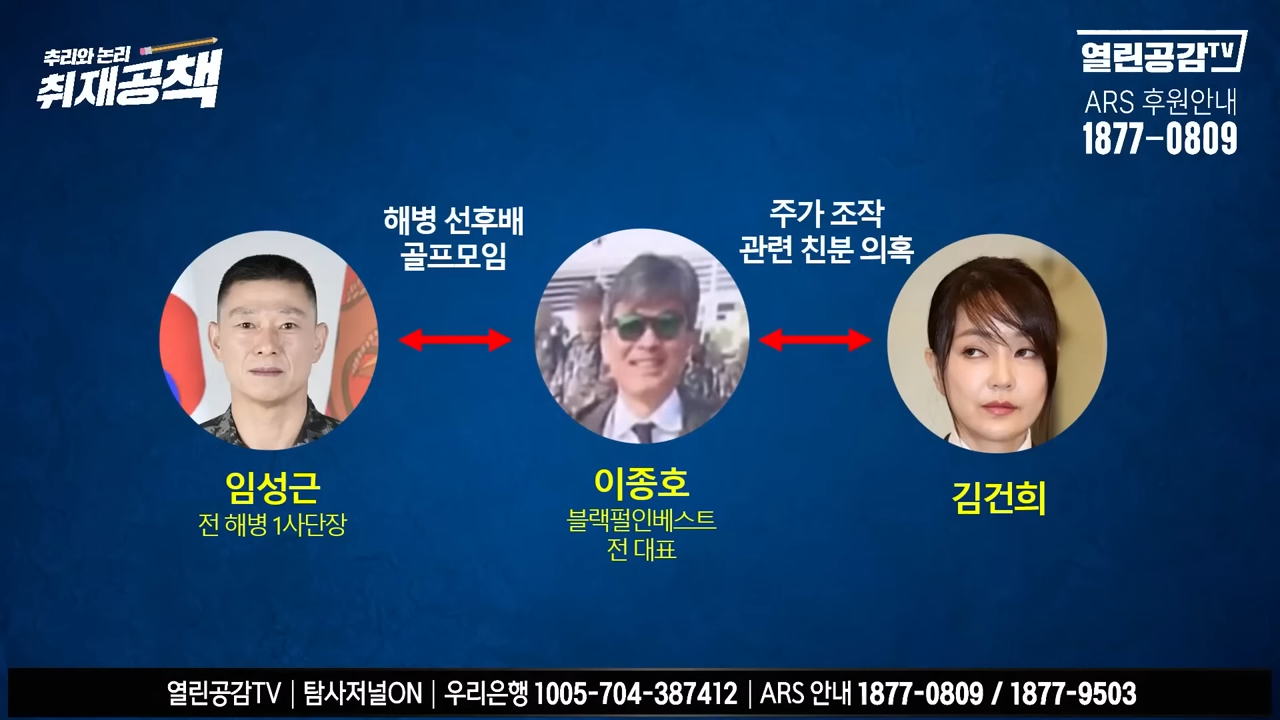 추리와 논리
취재공책
열린공감TV
ARS 후원안내
1877-0809
해병 선후배
골프모임
주가 조작
관련 친분 의혹
임성근
전 해병 1사단장
이종호
블랙펄인베스트
전 대표
김건희
열린공감TV | 탐사저널ON | 우리은행 1005-704-387412 | ARS 안내 1877-0809 / 1877-9503